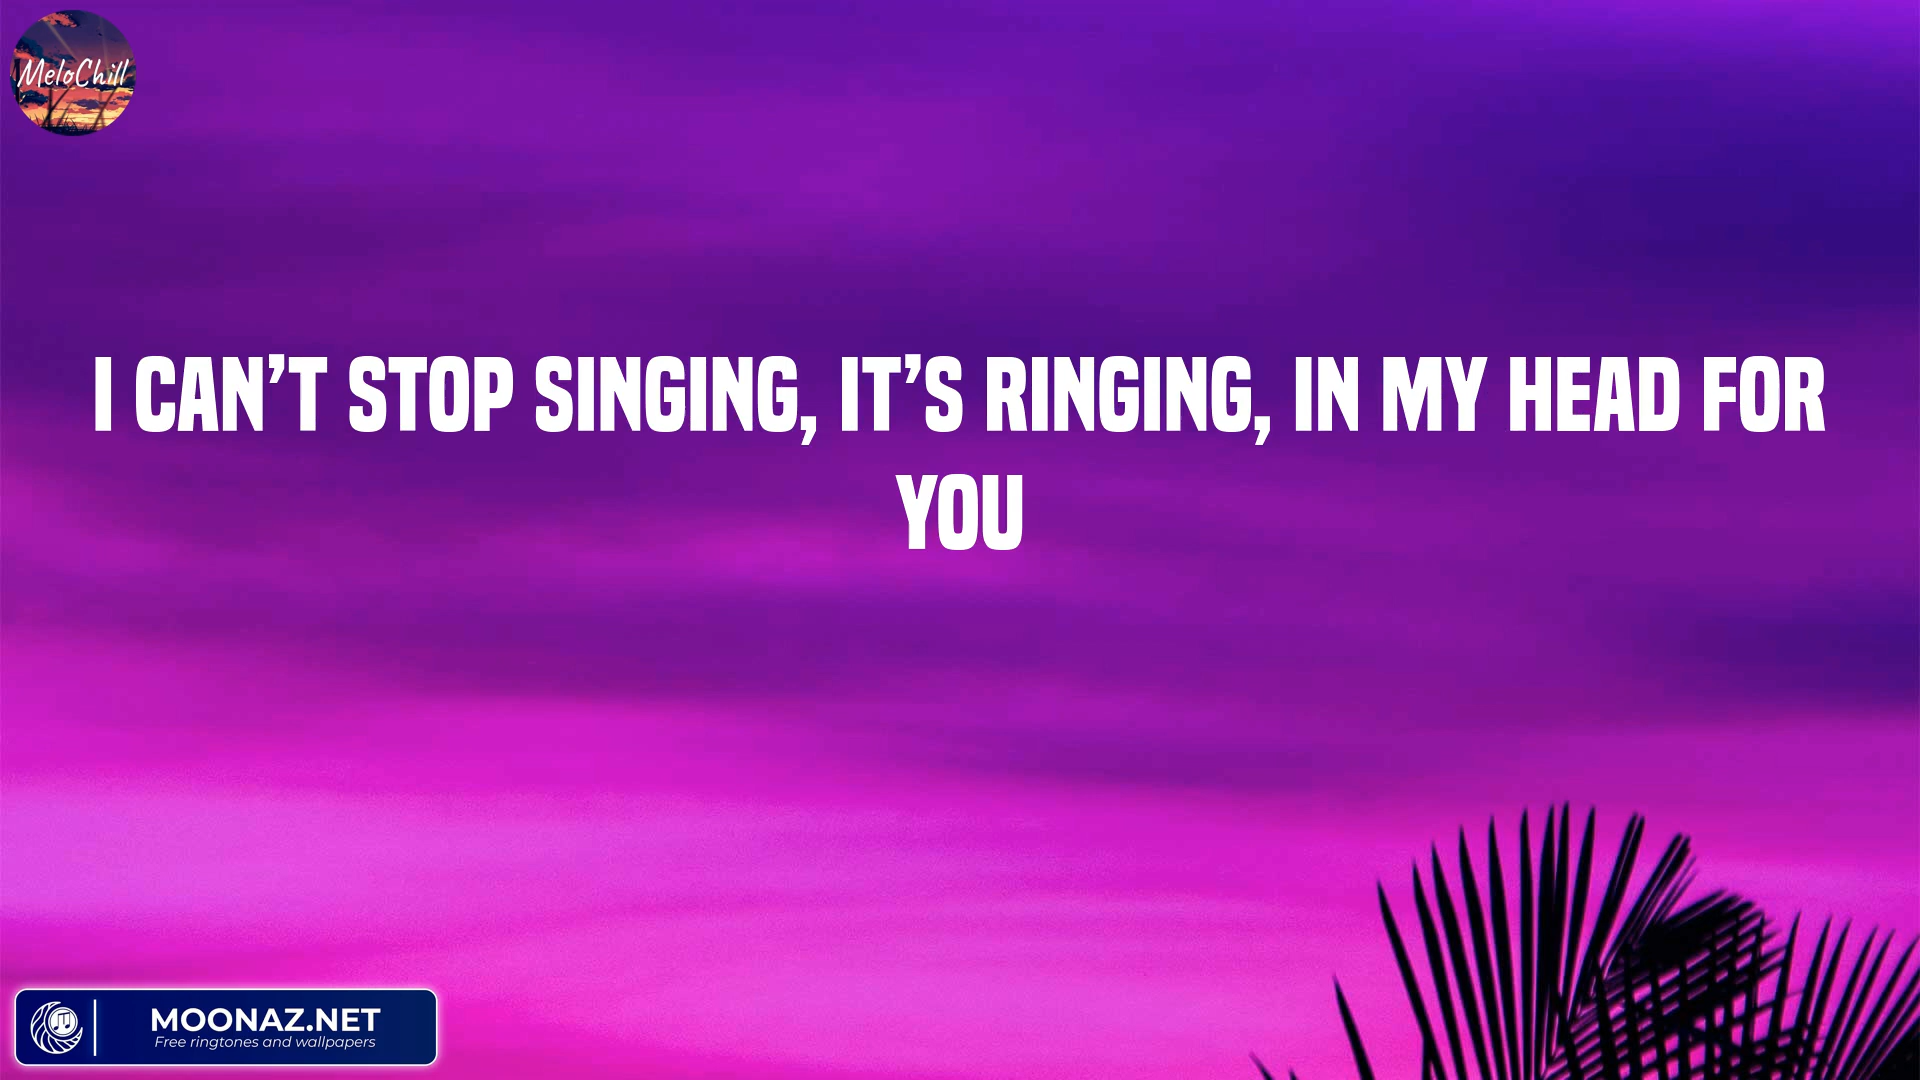 MeloChill
I CAN’T STOP SINGING, IT’S RINGING, IN MY HEAD FOR
YOU
MOONAZ.NET
Free ringtones and wallpapers